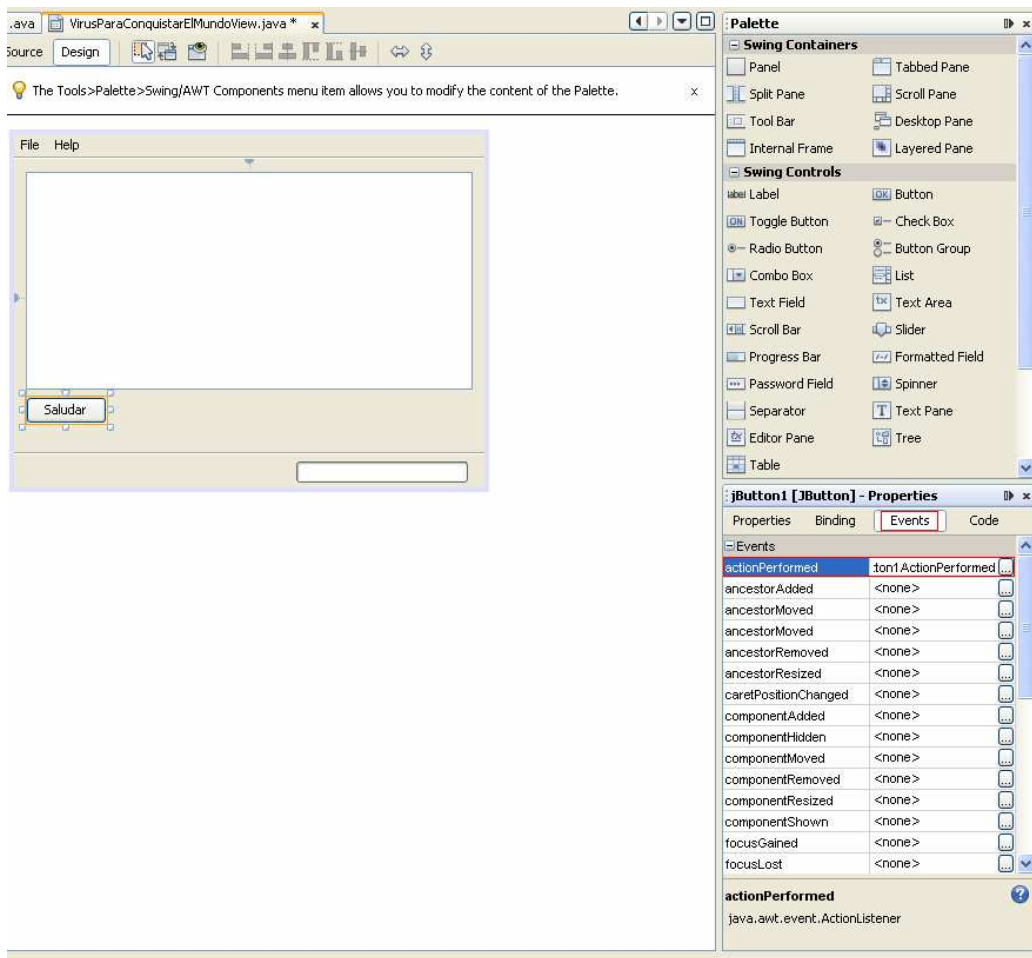 .ava VirusParaConquistarElMundoView.java * x
Source Design
The Tools>Palette>Swing/AWT Components menu item allows you to modify the content of the Palette. x
File Help
Saludar
Palette x
Swing Containers
Panel Tabbed Pane
Split Pane Scroll Pane
Tool Bar Desktop Pane
Internal Frame Layered Pane
Swing Controls
label Label OK Button
ON Toggle Button Check Box
Radio Button Button Group
Combo Box List
Text Field tx Text Area
Scroll Bar Slider
Progress Bar Formatted Field
Password Field Spinner
Separator T Text Pane
Editor Pane Tree
Table
jButton1 [JButton] - Properties x
Properties Binding Events Code
Events
actionPerformed :ton1ActionPerformed ...
ancestorAdded <none> ...
ancestorMoved <none> ...
ancestorMoved <none> ...
ancestorRemoved <none> ...
ancestorResized <none> ...
caretPositionChanged <none> ...
componentAdded <none> ...
componentHidden <none> ...
componentMoved <none> ...
componentRemoved <none> ...
componentResized <none> ...
componentShown <none> ...
focusGained <none> ...
focusLost <none> ...
actionPerformed ?
java.awt.event.ActionListener